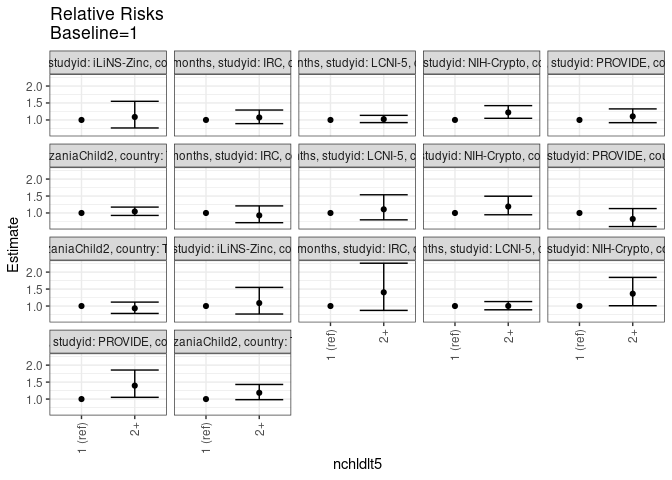 Relative Risks
Baseline=1
studyid: iLiNS-Zinc, co
months, studyid: IRC, c
nths, studyid: LCNI-5, c
studyid: NIH-Crypto, co
studyid: PROVIDE, co
2.0
1.5
1.0
zaniaChild2, country:
months, studyid: IRC, c
ths, studyid: LCNI-5, co
studyid: NIH-Crypto, co
studyid: PROVIDE, cou
2.0
1.5
1.0
Estimate
zaniaChild2, country: T
studyid: iLiNS-Zinc, co
months, studyid: IRC, c
nths, studyid: LCNI-5, c
studyid: NIH-Crypto, co
2.0
1.5
1.0
1 (ref)
2+
1 (ref)
2+
1 (ref)
2+
studyid: PROVIDE, co
zaniaChild2, country: T
2.0
1.5
1.0
1 (ref)
2+
1 (ref)
2+
nchldlt5